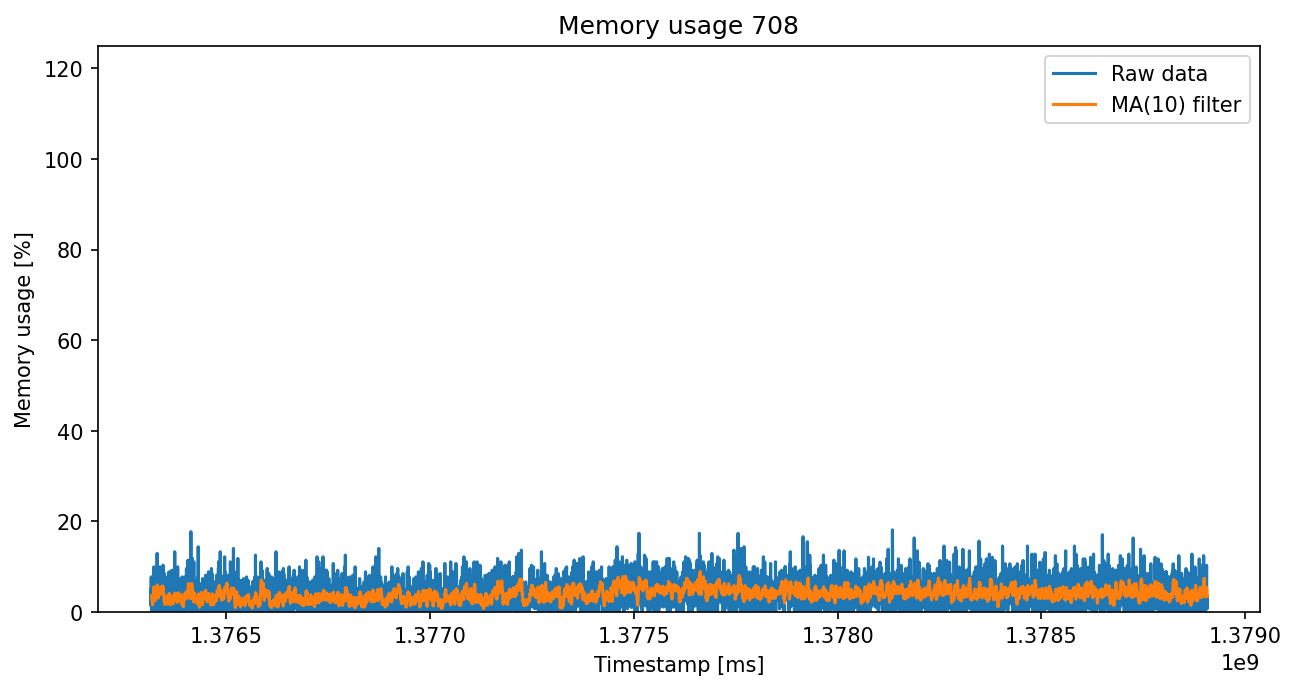 Memory usage 708
Raw data
MA(10) filter
Memory usage [%]
120
100
80
60
40
20
0
1.3765 1.3770 1.3775 1.3780 1.3785 1.3790
1e9
Timestamp [ms]